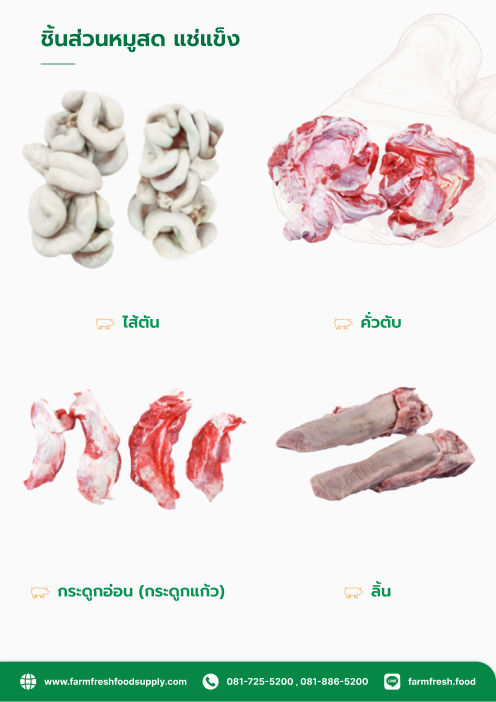 ชิ้นส่วนหมูสด แช่แข็ง
ไส้ตัน
คั่วตับ
กระดูกอ่อน (กระดูกแก้ว)
ลิ้น
www.farmfreshfoodsupply.com
081-725-5200 , 081-886-5200
LINE
farmfresh.food